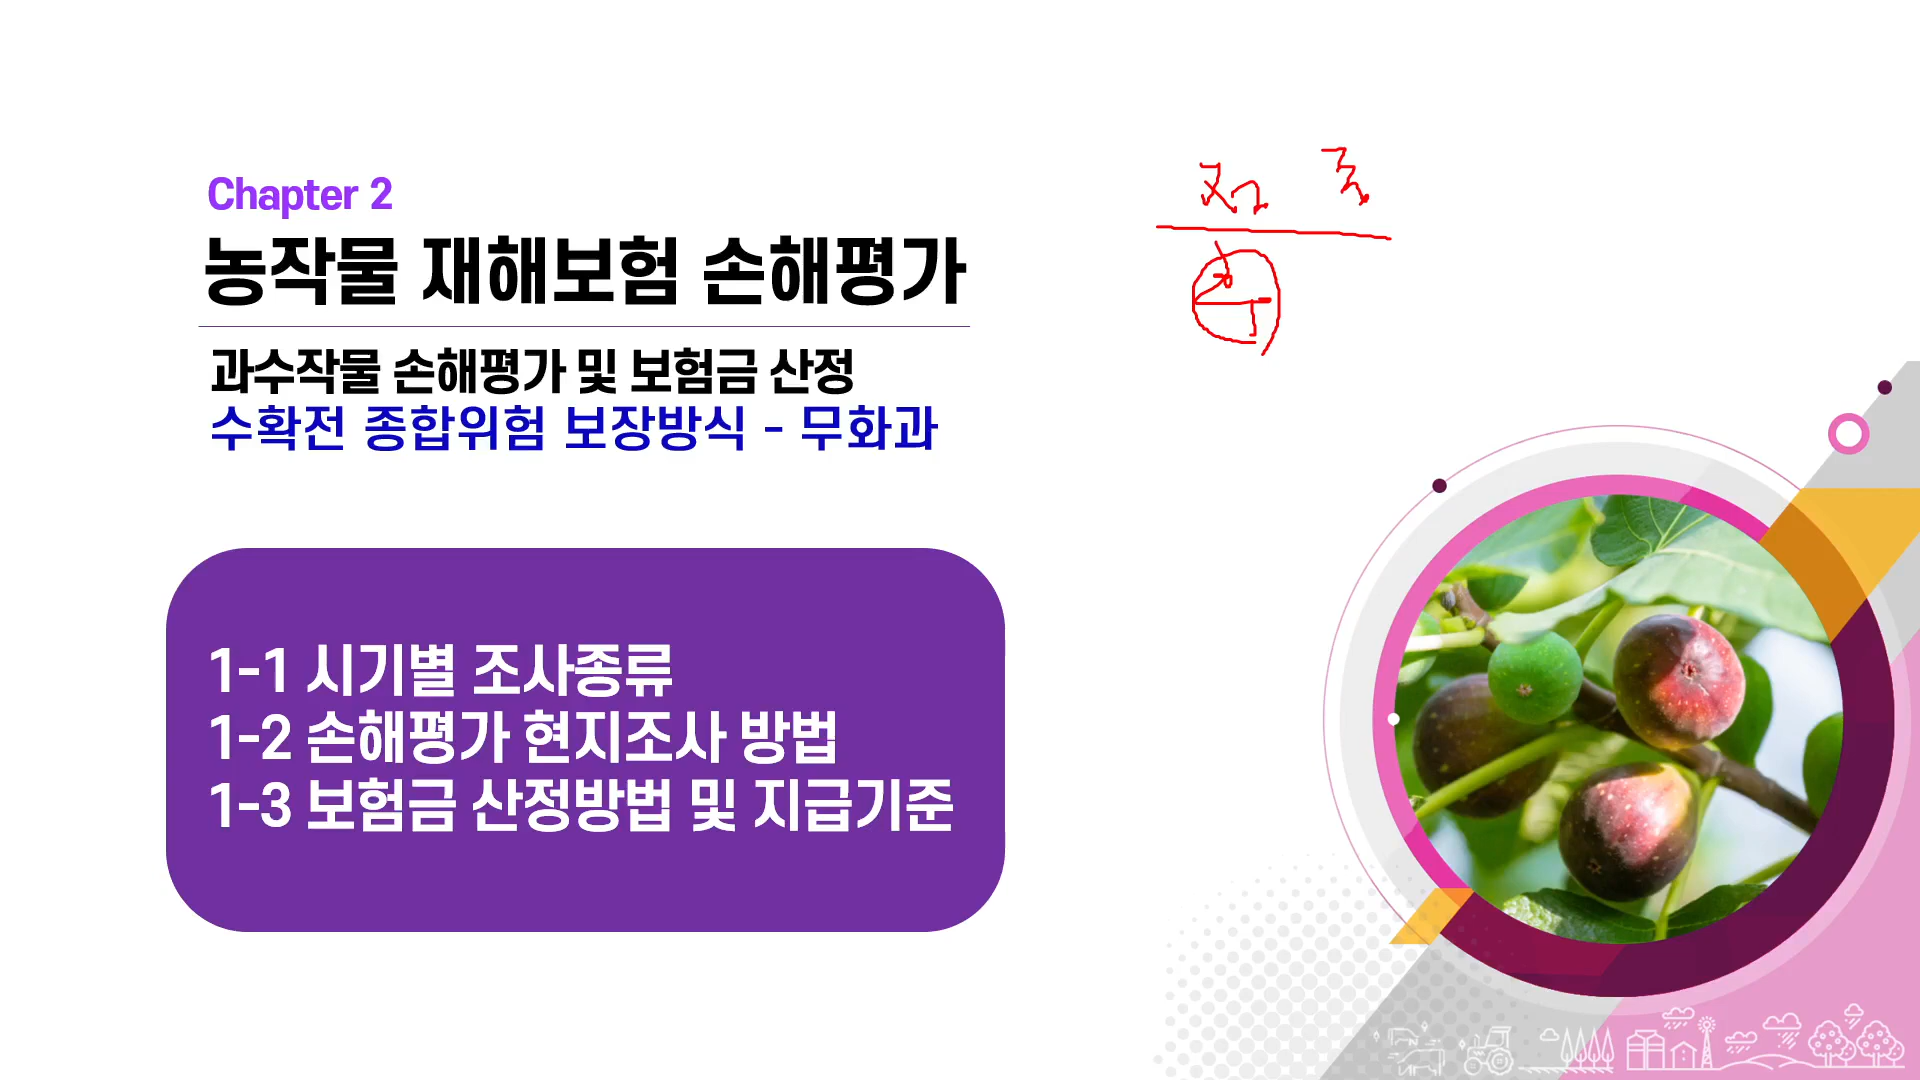 Chapter 2
농작물 재해보험 손해평가
과수작물 손해평가 및 보험금 산정
수확전 종합위험 보장방식 - 무화과
1-1 시기별 조사종류
1-2 손해평가 현지조사 방법
1-3 보험금 산정방법 및 지급기준